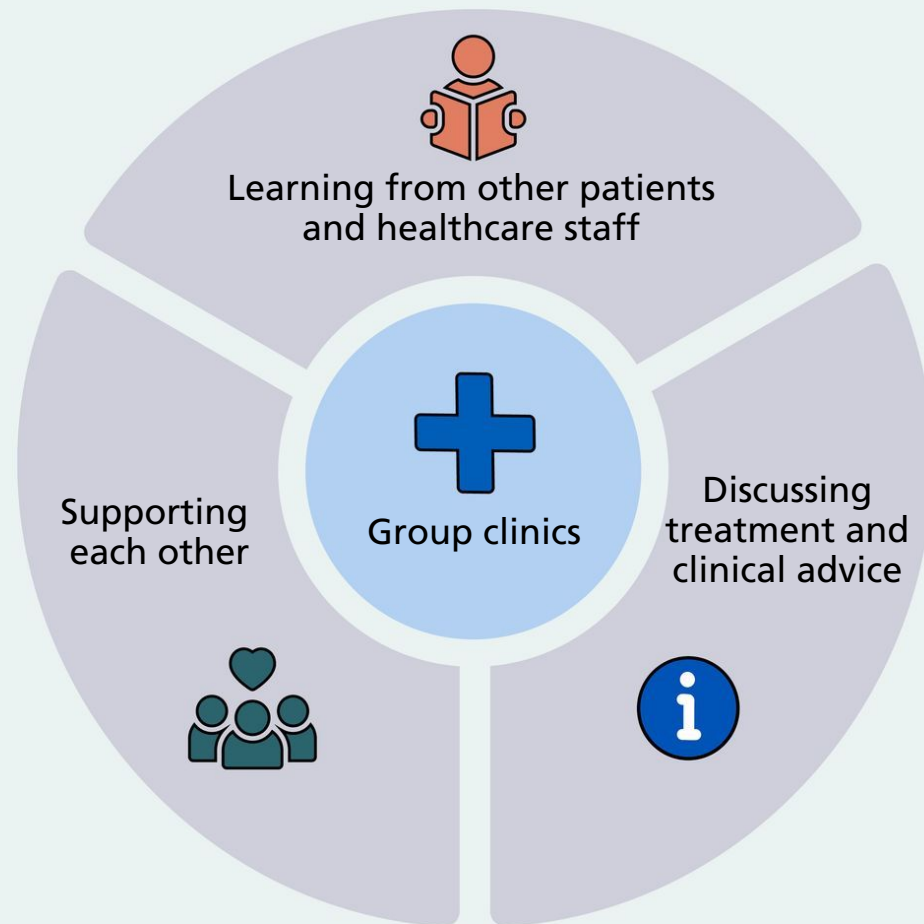 Learning from other patients
and healthcare staff
Group clinics
Supporting
each other
Discussing
treatment and
clinical advice